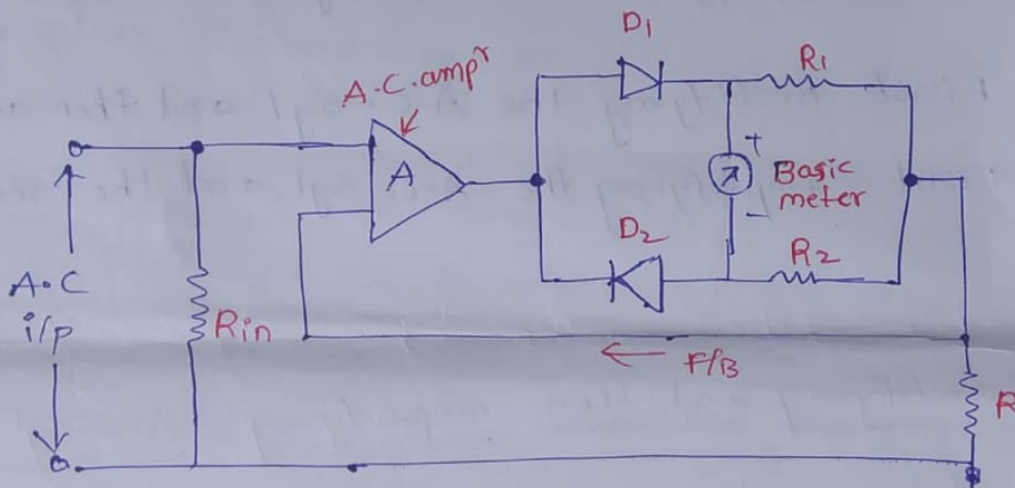 D1
R1
A.C. ampr
A
+
Basic
meter
-
D2
R2
A.C
i/p
Rin
F/B
R